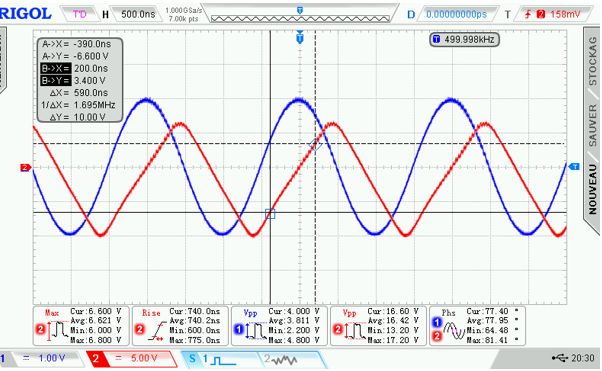 RIGOL T'D H 500.0ns 1.000GSa/s D 0.00000000ps T 2 158mV
7.00k pts
T 499.998kHz
A->X = -390.0ns
A->Y = -6.600 V
B->X = 200.0ns
B->Y = 3.400 V
ΔX = 590.0ns
1/ΔX = 1.695MHz
ΔY = 10.00 V
T
2
T
STOCKAG
SAUVER
NOUVEAU
Max
2
Cur:6.600 V
Avg:6.621 V
Min:6.000 V
Max:6.800 V
Rise
2
Cur:740.0ns
Avg:740.2ns
Min:600.0ns
Max:775.0ns
Vpp
1
Cur:4.000 V
Avg:3.811 V
Min:2.200 V
Max:4.800 V
Vpp
2
Cur:16.60 V
Avg:16.42 V
Min:13.20 V
Max:17.20 V
Phs
1
2
Cur:77.40 °
Avg:77.95 °
Min:64.48 °
Max:81.41 °
1 = 1.00 V 2 = 5.00 V S 1 2 20:30